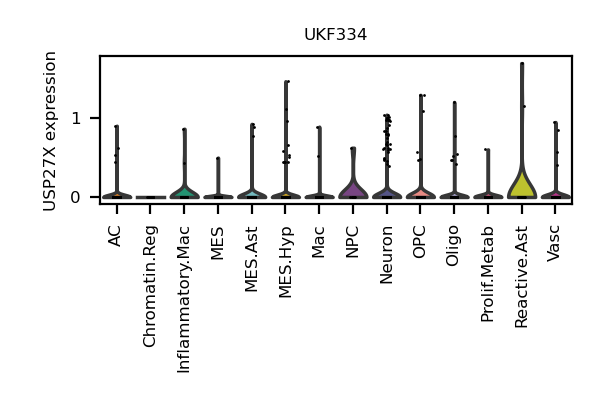 UKF334
USP27X expression
1
0
AC
Chromatin.Reg
Inflammatory.Mac
MES
MES.Ast
MES.Hyp
Mac
NPC
Neuron
OPC
Oligo
Prolif.Metab
Reactive.Ast
Vasc